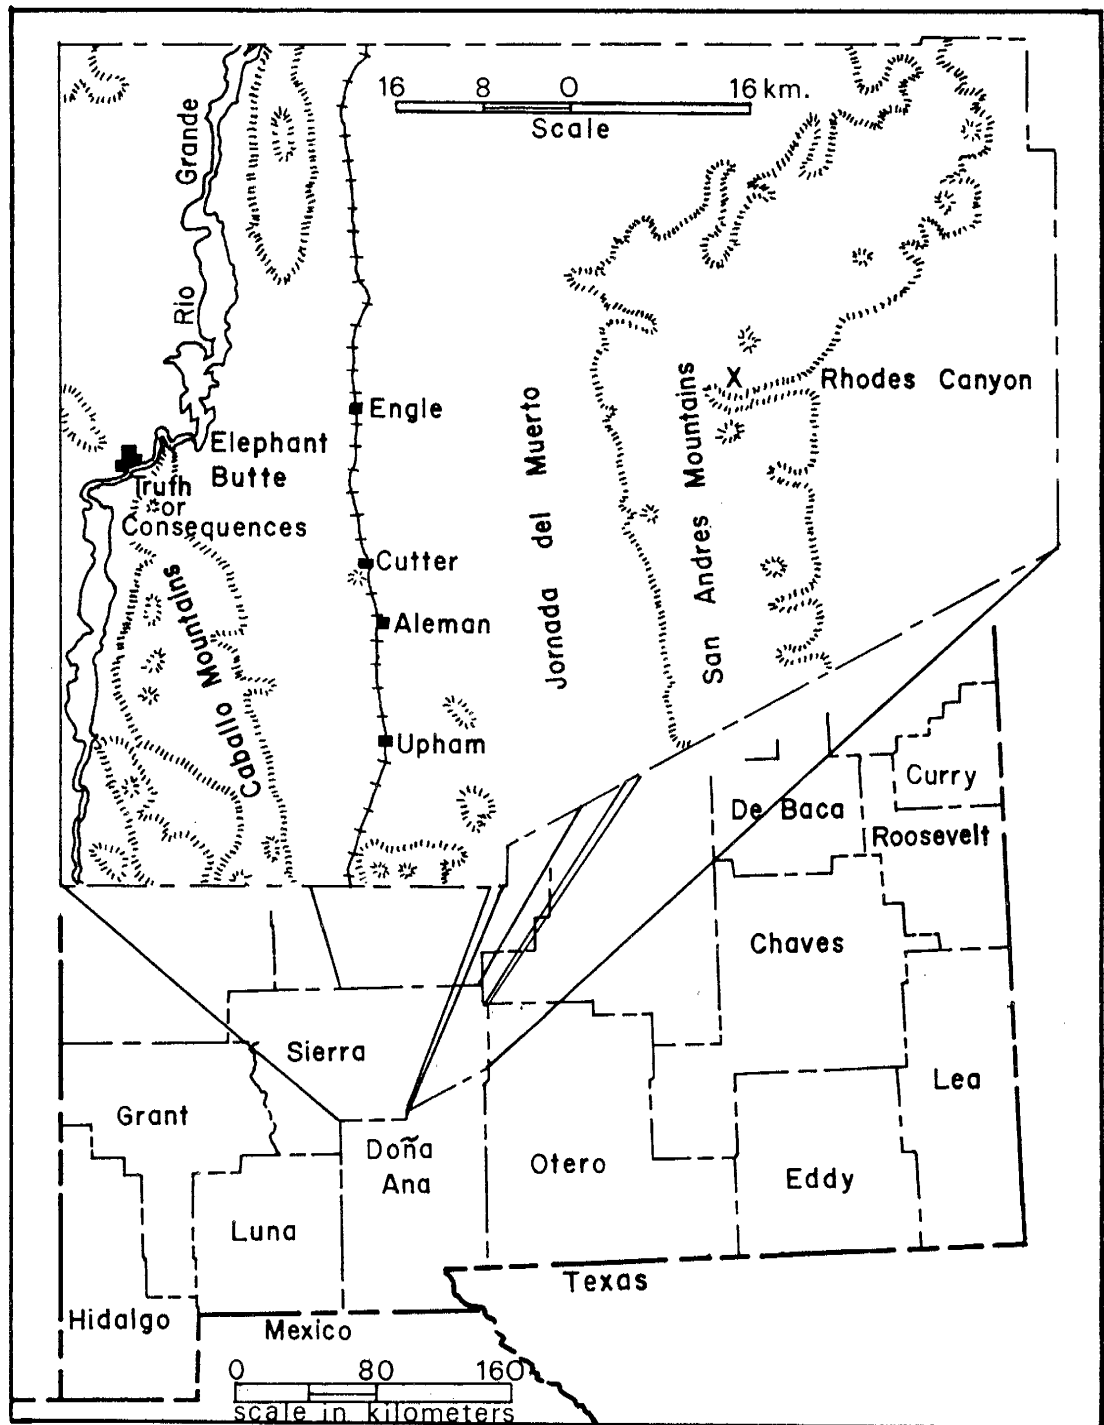 16 8 0 16 km.
Scale
Rio Grande
Engle
Elephant
Butte
Truth
or
Consequences
Cutter
Aleman
Upham
Caballo Mountains
Jornada del Muerto
San Andres Mountains
X
Rhodes Canyon
Curry
De Baca
Roosevelt
Chaves
Sierra
Lea
Grant
Doña
Ana
Otero
Eddy
Luna
Texas
Hidalgo
Mexico
0 80 160
scale in kilometers